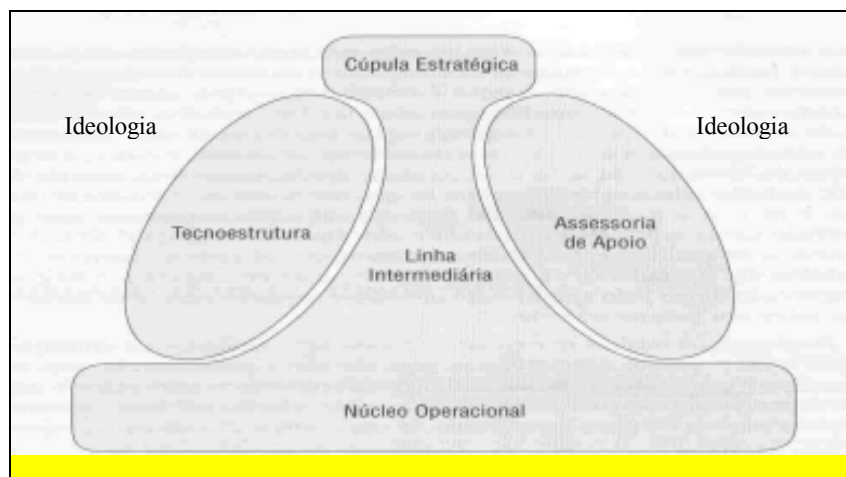 Cúpula Estratégica
Ideologia
Ideologia
Tecnoestrutura
Linha
Intermediária
Assessoria
de Apoio
Núcleo Operacional